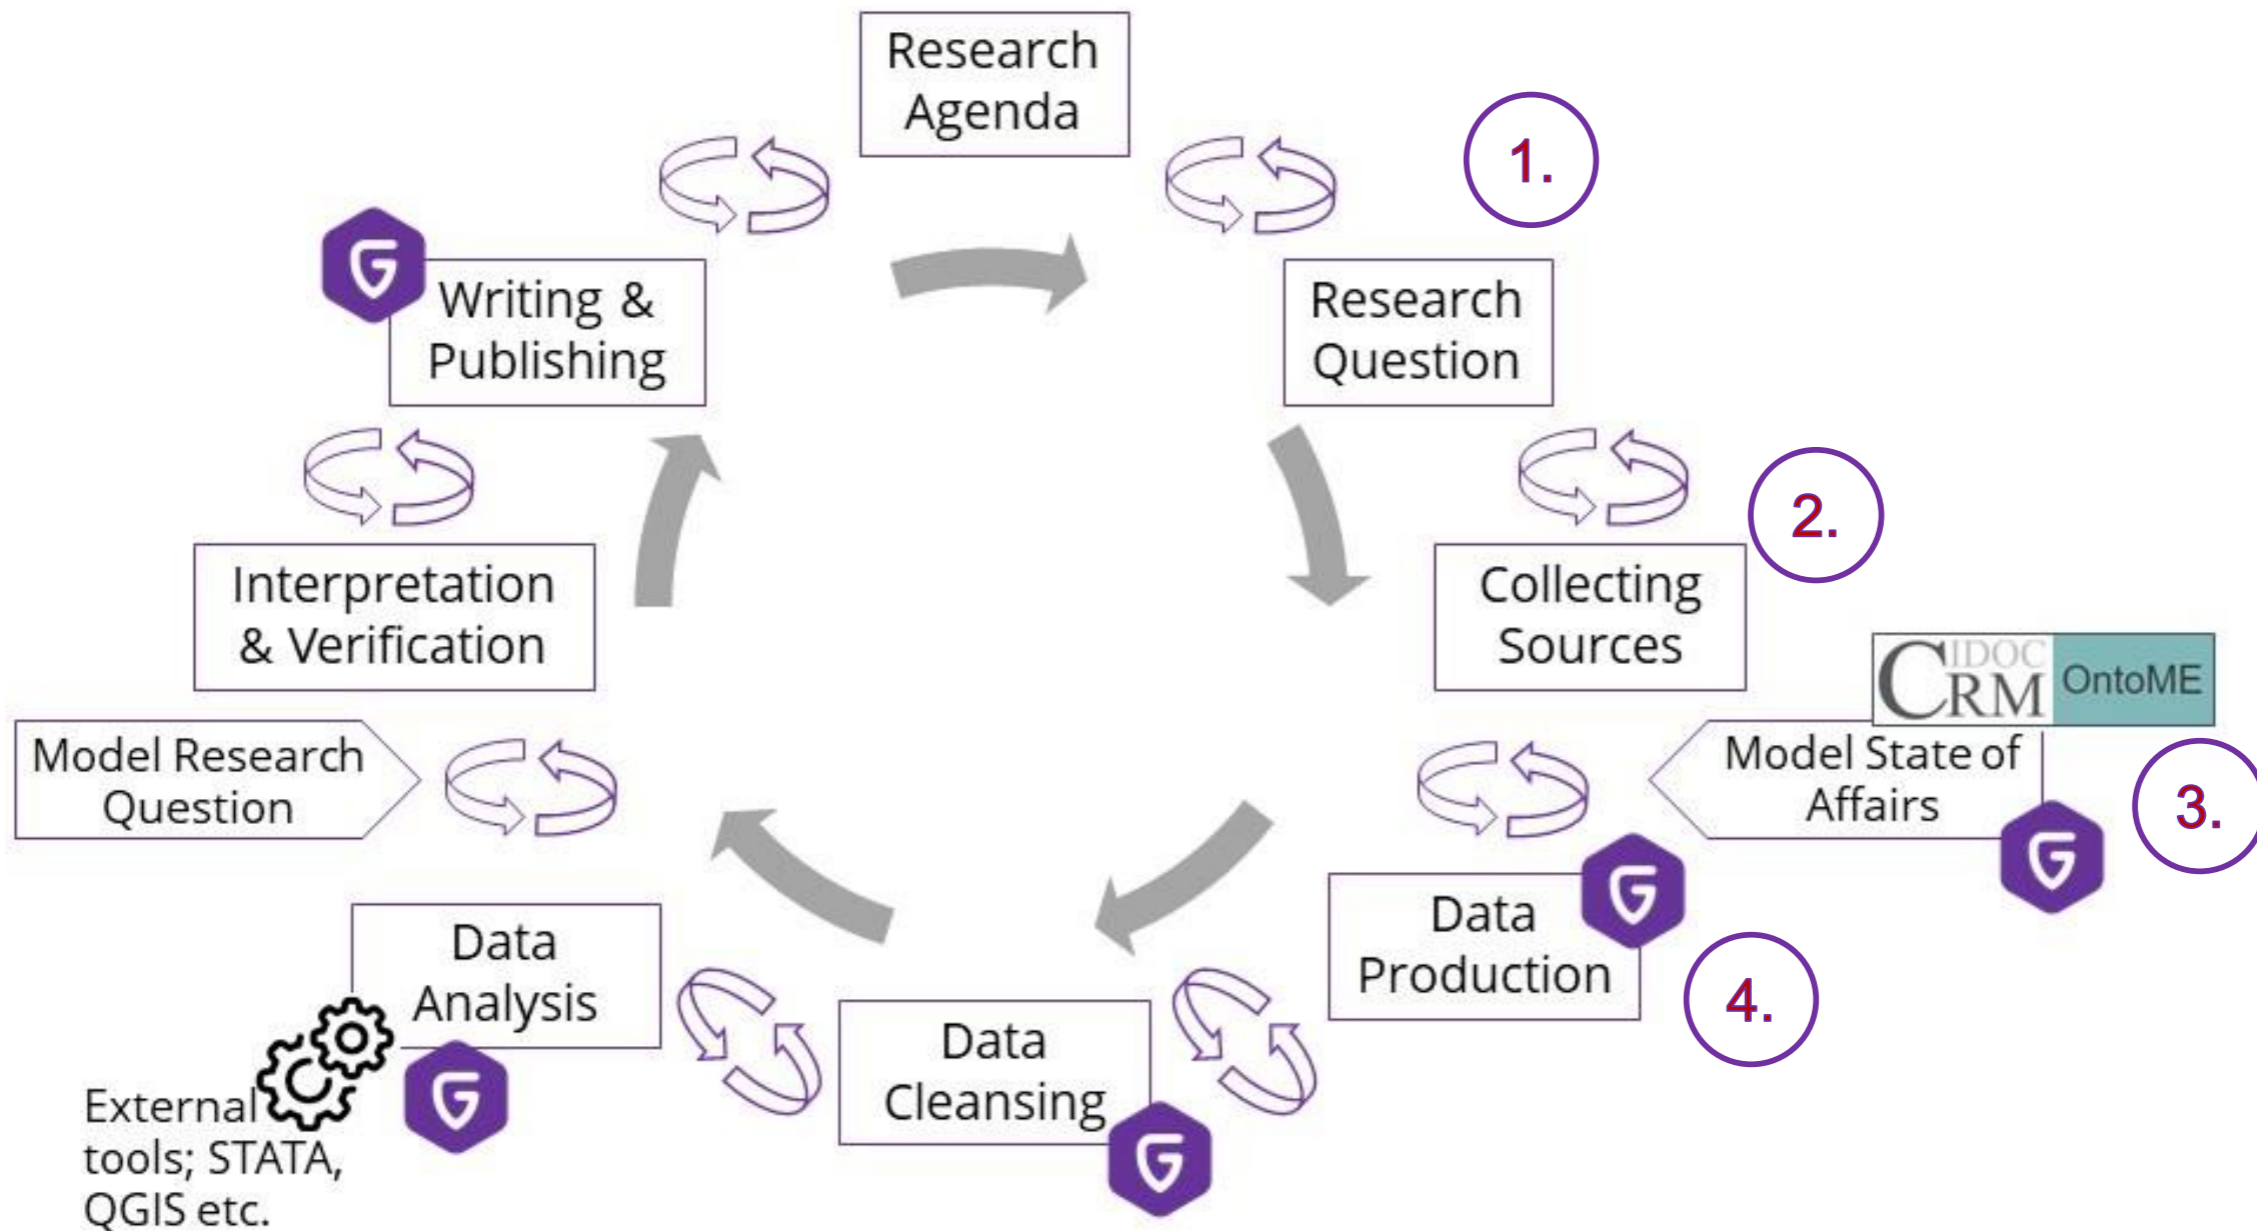 Research
Agenda
1.
Research
Question
2.
Collecting
Sources
CIDOC
CRM
OntoME
Model State of
Affairs
3.
Data
Production
4.
Data
Cleansing
Data
Analysis
External
tools; STATA,
QGIS etc.
Model Research
Question
Interpretation
& Verification
G
Writing &
Publishing
G
G
G
G